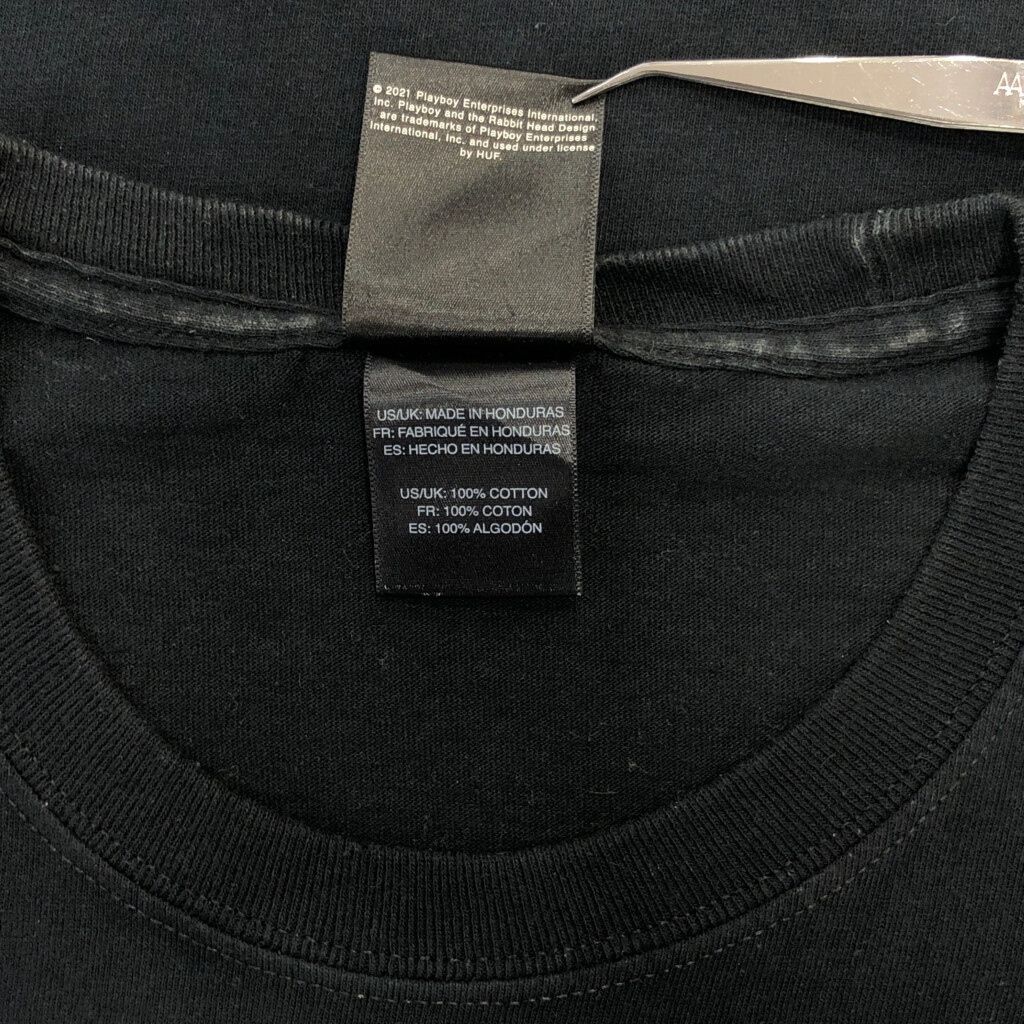 © 2021 Playboy Enterprises International,
Inc. Playboy and the Rabbit Head Design
are trademarks of Playboy Enterprises
International, Inc. and used under license
by HUF.
US/UK: MADE IN HONDURAS
FR: FABRIQUÉ EN HONDURAS
ES: HECHO EN HONDURAS
US/UK: 100% COTTON
FR: 100% COTON
ES: 100% ALGODÓN